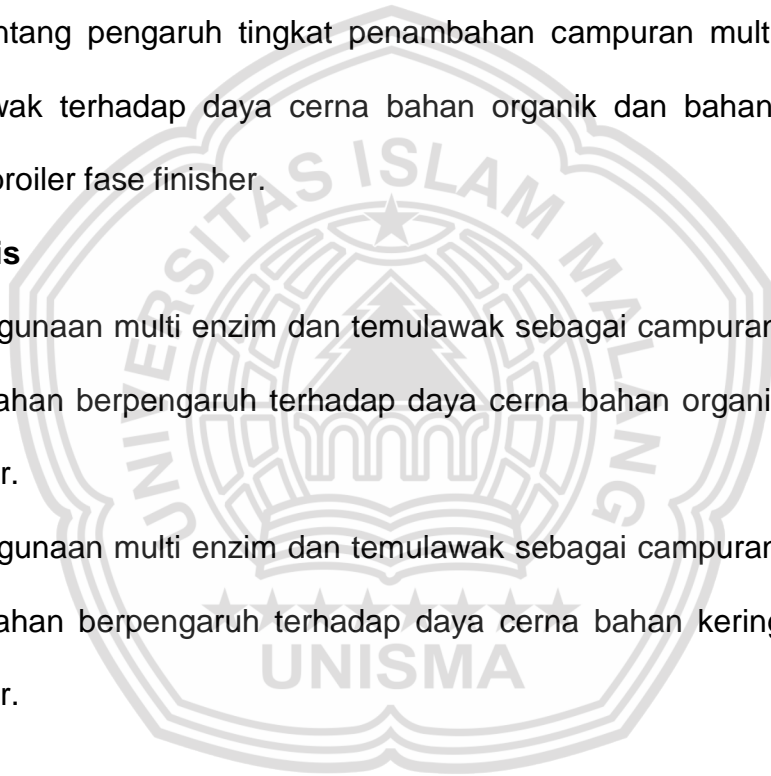 ntang pengaruh tingkat penambahan campuran mult
wak terhadap daya cerna bahan organik dan bahan
broiler fase finisher.
is
gunaan multi enzim dan temulawak sebagai campuran
ahan berpengaruh terhadap daya cerna bahan organi
r.
gunaan multi enzim dan temulawak sebagai campuran
ahan berpengaruh terhadap daya cerna bahan kering
r.
UNIVERSITAS ISLAM MALANG
UNISMA